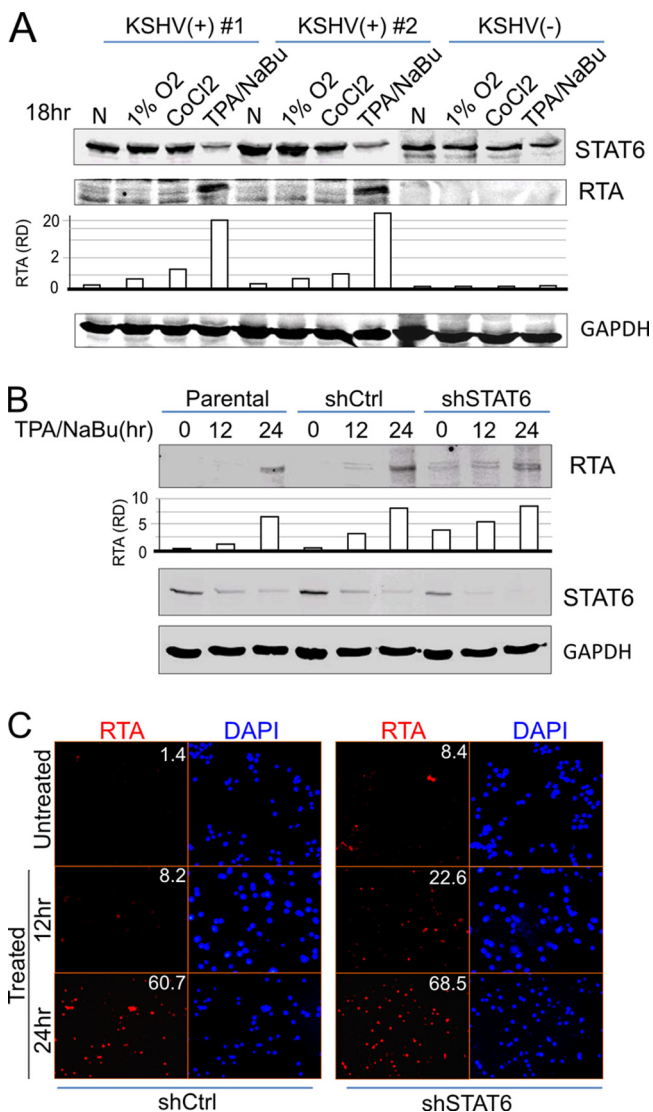 A
KSHV(+) #1 KSHV(+) #2 KSHV(-)
18hr N 1% O2 CoCl2 TPA/NaBu N 1% O2 CoCl2 TPA/NaBu N 1% O2 CoCl2 TPA/NaBu
STAT6
RTA
RTA (RD)
20
2
0
GAPDH
B
Parental shCtrl shSTAT6
TPA/NaBu(hr) 0 12 24 0 12 24 0 12 24
RTA
RTA (RD)
10
5
0
STAT6
GAPDH
C
RTA DAPI RTA DAPI
Untreated 1.4 8.4
Treated
12hr 8.2 22.6
24hr 60.7 68.5
shCtrl shSTAT6